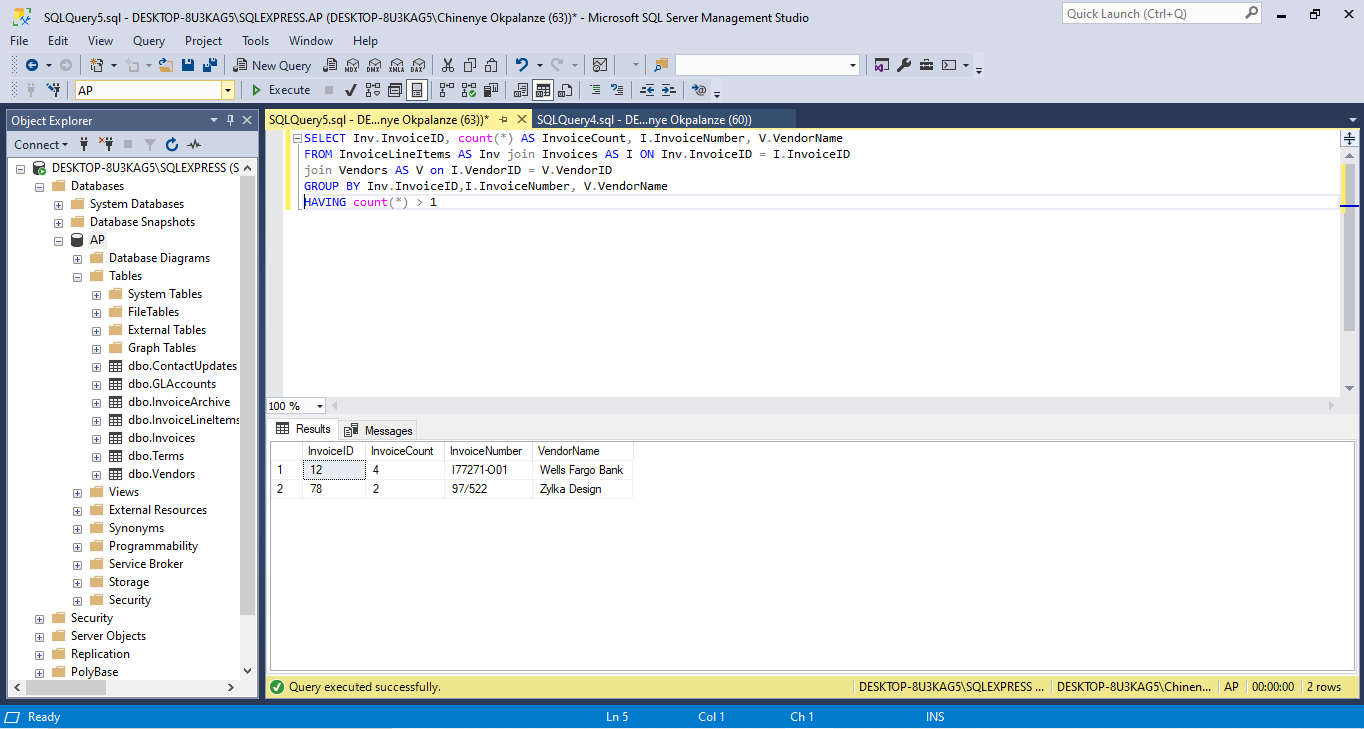 SQLQuery5.sql - DESKTOP-8U3KAG5\SQLEXPRESS.AP (DESKTOP-8U3KAG5\Chinenye Okpalanze (63))* - Microsoft SQL Server Management Studio
Quick Launch (Ctrl+Q)
File Edit View Query Project Tools Window Help
New Query MDX DMX XMLA DAX
AP Execute
Object Explorer
SQLQuery5.sql - DE...nye Okpalanze (63))* SQLQuery4.sql - DE...nye Okpalanze (60))
Connect
DESKTOP-8U3KAG5\SQLEXPRESS (S
Databases
System Databases
Database Snapshots
AP
Database Diagrams
Tables
System Tables
FileTables
External Tables
Graph Tables
dbo.ContactUpdates
dbo.GLAccounts
dbo.InvoiceArchive
dbo.InvoiceLineItems
dbo.Invoices
dbo.Terms
dbo.Vendors
Views
External Resources
Synonyms
Programmability
Service Broker
Storage
Security
Security
Server Objects
Replication
PolyBase
SELECT Inv.InvoiceID, count(*) AS InvoiceCount, I.InvoiceNumber, V.VendorName
FROM InvoiceLineItems AS Inv join Invoices AS I ON Inv.InvoiceID = I.InvoiceID
join Vendors AS V on I.VendorID = V.VendorID
GROUP BY Inv.InvoiceID,I.InvoiceNumber, V.VendorName
HAVING count(*) > 1
100 %
Results Messages
InvoiceID InvoiceCount InvoiceNumber VendorName
1 12 4 I77271-O01 Wells Fargo Bank
2 78 2 97/522 Zylka Design
Query executed successfully. DESKTOP-8U3KAG5\SQLEXPRESS ... DESKTOP-8U3KAG5\Chinen... AP 00:00:00 2 rows
Ready Ln 5 Col 1 Ch 1 INS